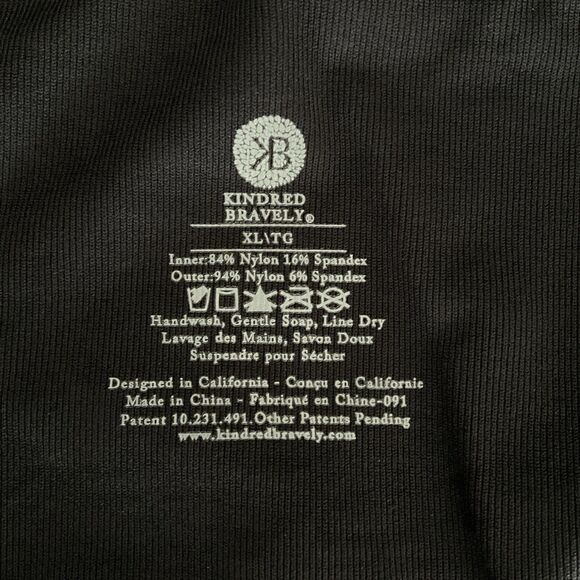 KB
KINDRED
BRAVELY®
XL\TG
Inner:84% Nylon 16% Spandex
Outer:94% Nylon 6% Spandex
Handwash, Gentle Soap, Line Dry
Lavage des Mains, Savon Doux
Suspendre pour Sécher
Designed in California - Conçu en Californie
Made in China - Fabriqué en Chine-091
Patent 10.231.491.Other Patents Pending
www.kindredbravely.com